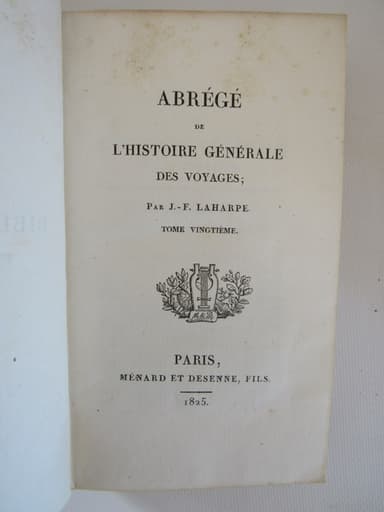 ABRÉGÉ
DE
L'HISTOIRE GÉNÉRALE
DES VOYAGES;
PAR J.-F. LAHARPE.
TOME VINGTIÈME.
PARIS,
MÉNARD ET DESENNE, FILS.
1825.